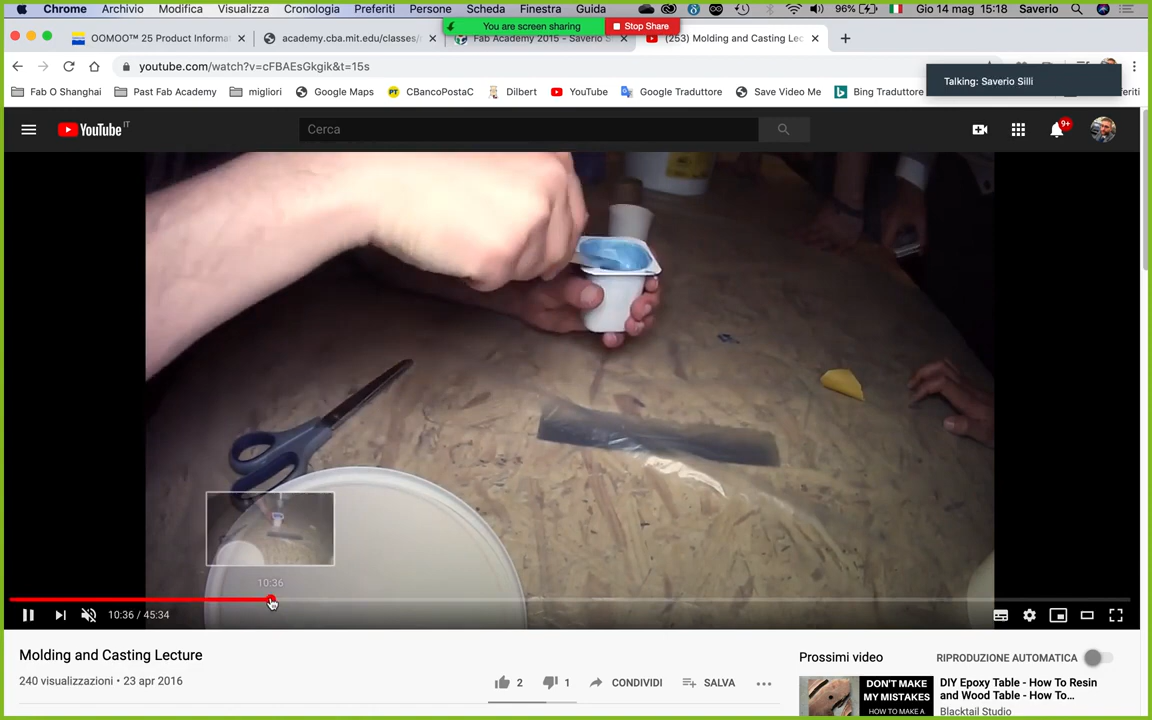 Chrome Archivio Modifica Visualizza Cronologia Preferiti Persone Scheda Finestra Guida 96% Gio 14 mag 15:18 Saverio
You are screen sharing Stop Share
OOMOO™ 25 Product Informa academy.cba.mit.edu/classes/ Fab Academy 2015 - Saverio S (253) Molding and Casting Lec
youtube.com/watch?v=cFBAEsGkgik&t=15s
Talking: Saverio Silli
Fab O Shanghai Past Fab Academy migliori Google Maps CBancoPostaC Dilbert YouTube Google Traduttore Save Video Me Bing Traduttore eriti
YouTube IT Cerca 9+
10:36
10:36 / 45:34
Molding and Casting Lecture
240 visualizzazioni • 23 apr 2016
2 1 CONDIVIDI SALVA
Prossimi video RIPRODUZIONE AUTOMATICA
DON'T MAKE
MY MISTAKES
HOW TO MAKE A
DIY Epoxy Table - How To Resin
and Wood Table - How To...
Blacktail Studio